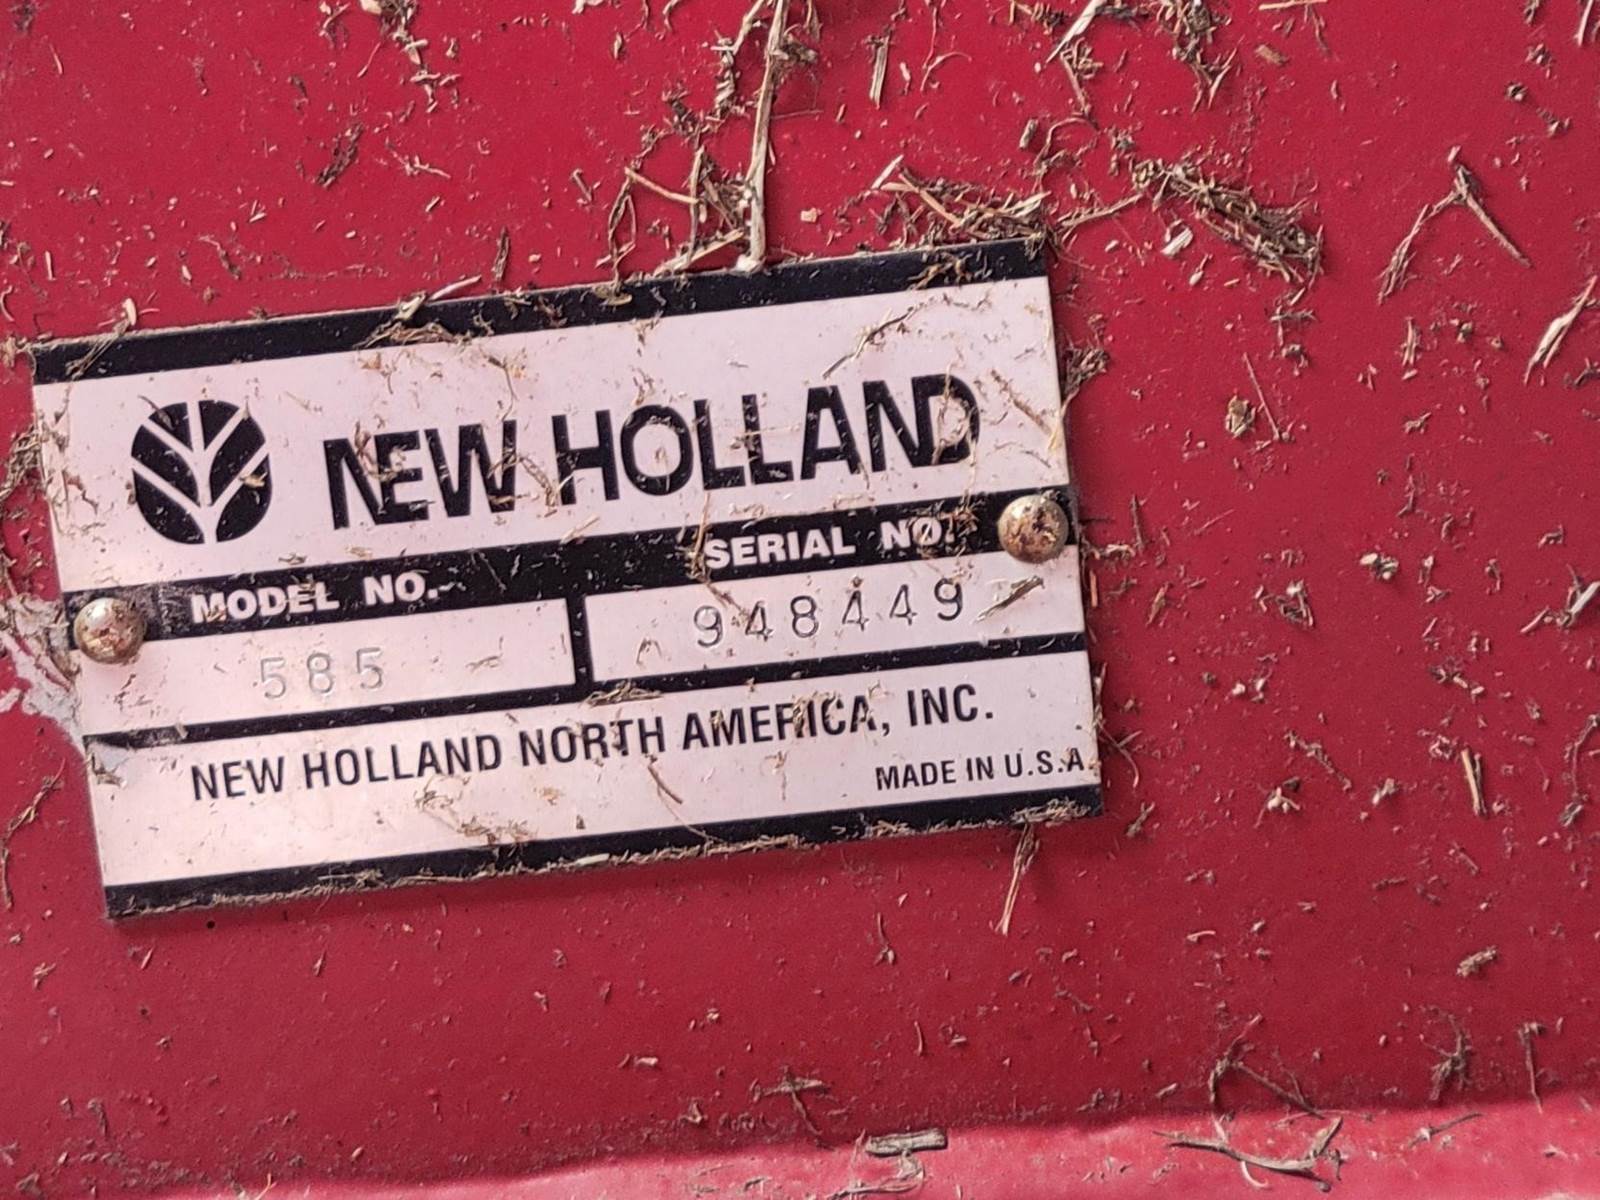 NEW HOLLAND
MODEL NO.
SERIAL NO.
585
948449
NEW HOLLAND NORTH AMERICA, INC.
MADE IN U.S.A.